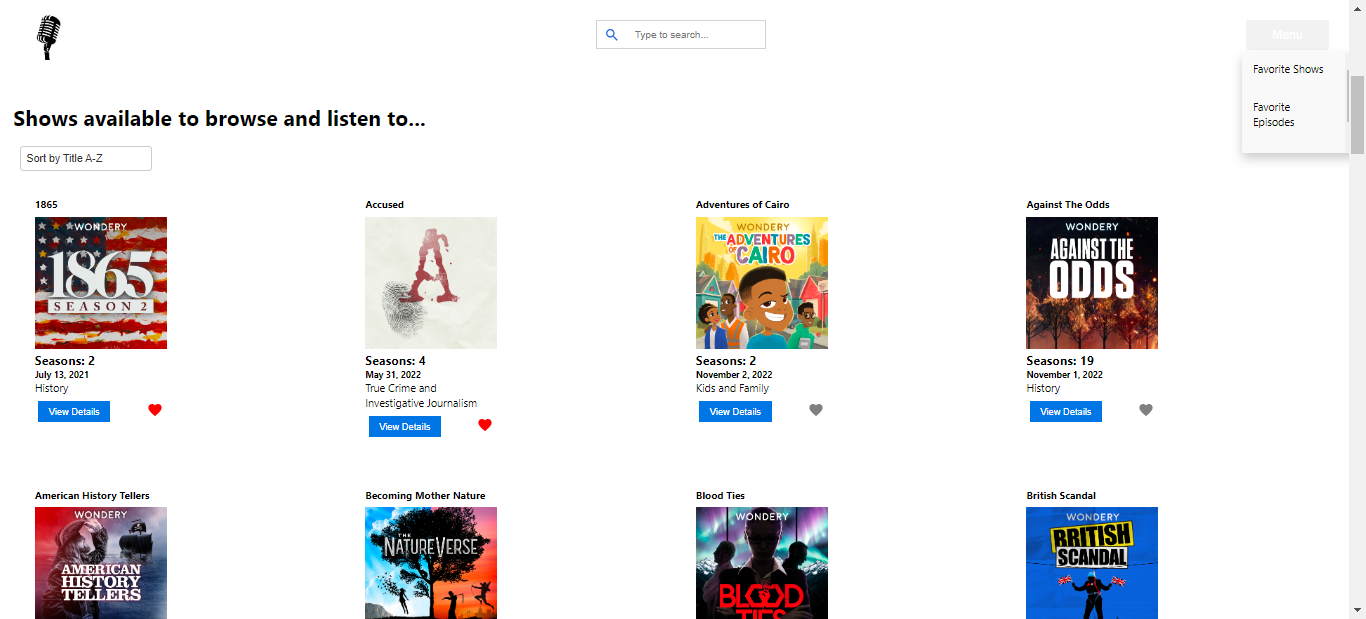 Type to search...
Menu
Favorite Shows
Favorite
Episodes
Shows available to browse and listen to...
Sort by Title A-Z
1865
Accused
Adventures of Cairo
Against The Odds
WONDERY
1865
SEASON 2
A
WONDERY
THE ADVENTURES
OF CAIRO
WONDERY
AGAINST THE
ODDS
Seasons: 2
July 13, 2021
History
View Details
Seasons: 4
May 31, 2022
True Crime and
Investigative Journalism
View Details
Seasons: 2
November 2, 2022
Kids and Family
View Details
Seasons: 19
November 1, 2022
History
View Details
American History Tellers
Becoming Mother Nature
Blood Ties
British Scandal
WONDERY
AMERICAN
HISTORY
TELLERS
THE
NATUREVERSE
WONDERY
BLOOD
TIES
WONDERY
BRITISH
SCANDAL